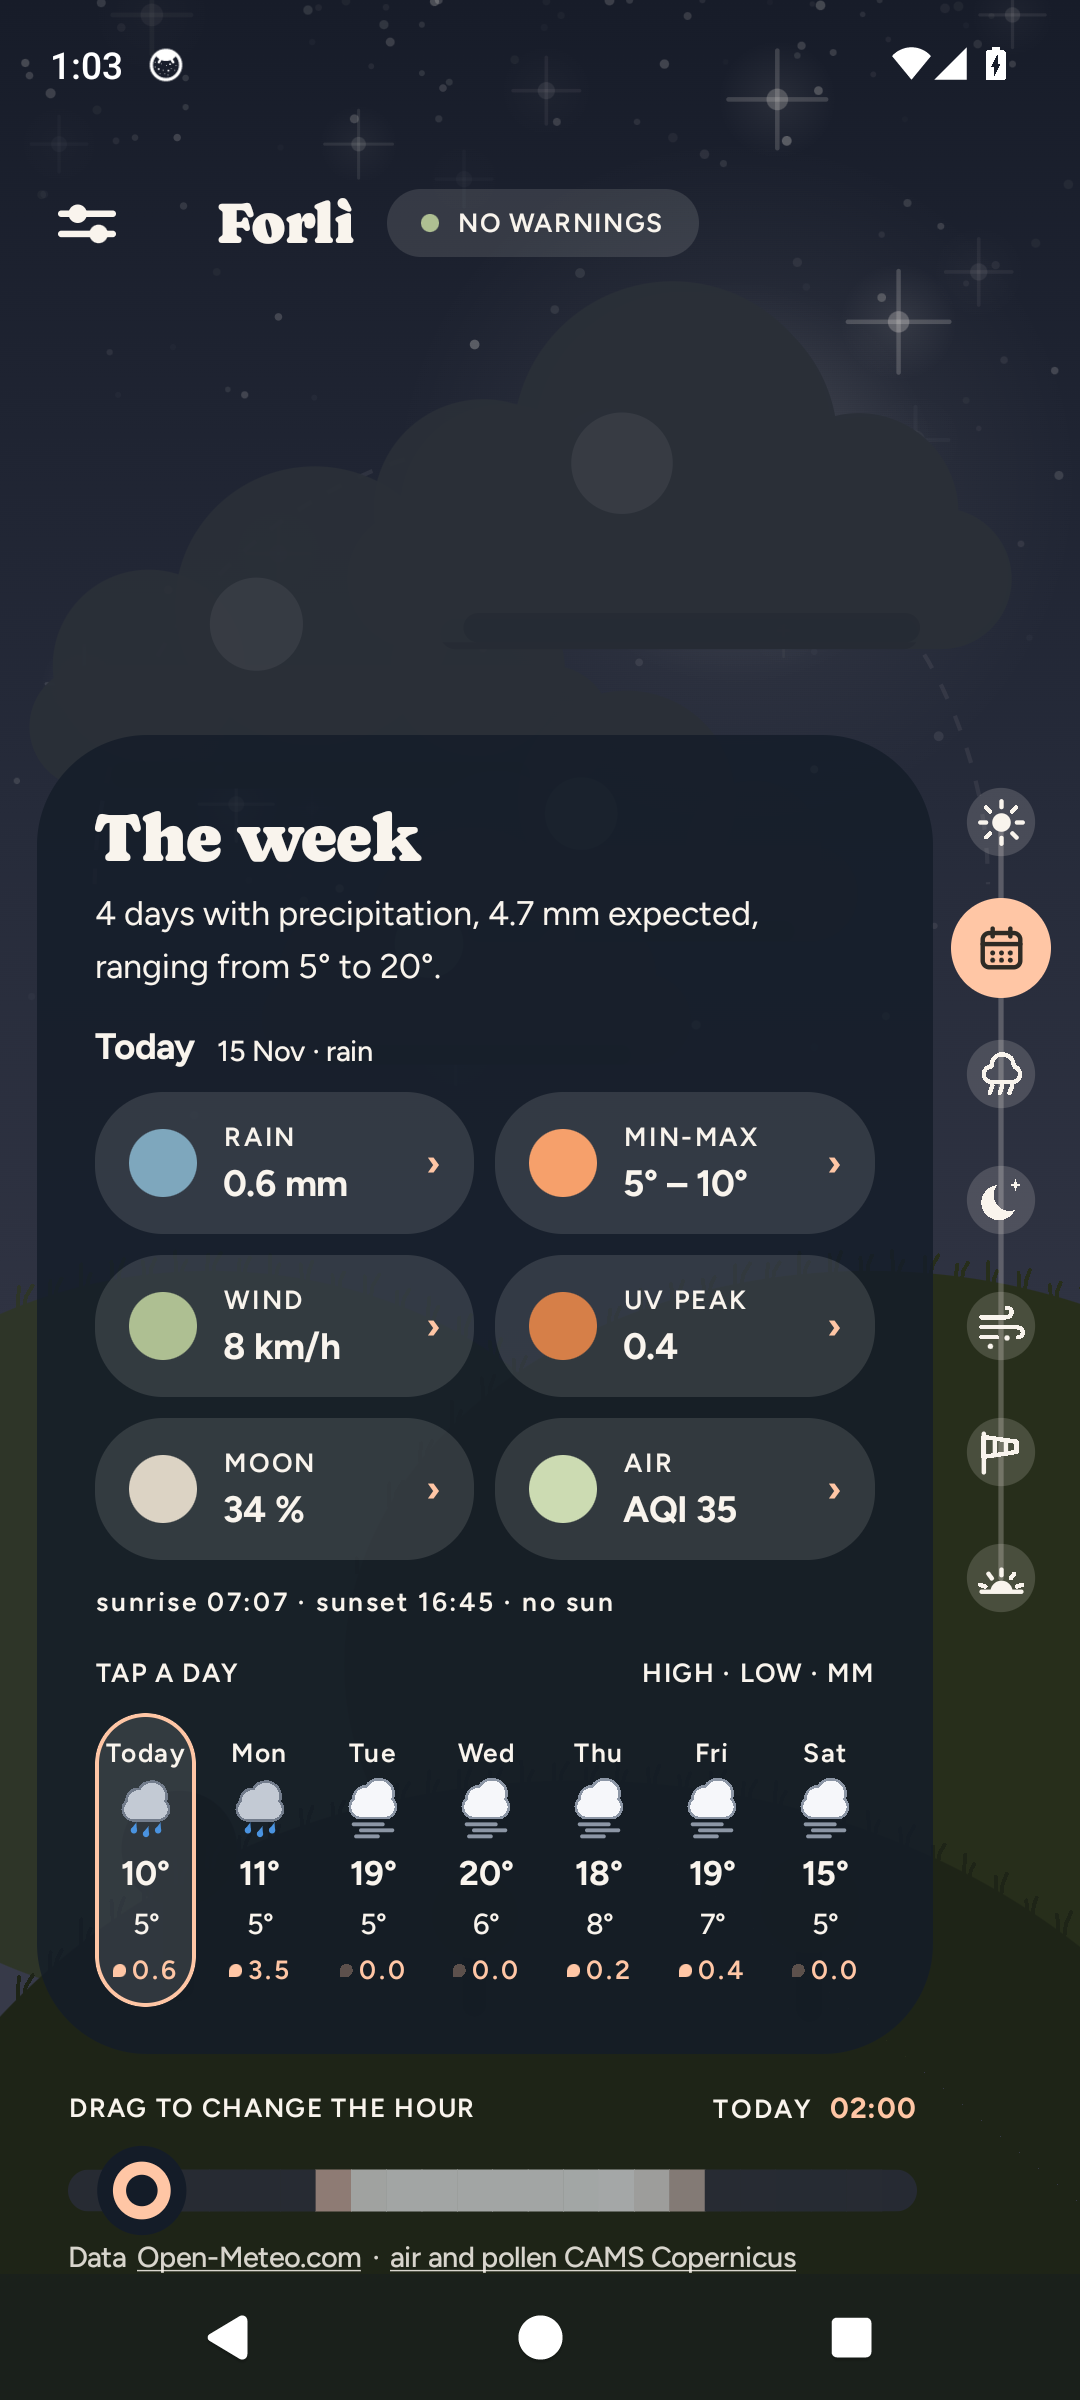 1:03
Forlì
NO WARNINGS
The week
4 days with precipitation, 4.7 mm expected,
ranging from 5° to 20°.
Today 15 Nov · rain
RAIN
0.6 mm
›
MIN-MAX
5° – 10°
›
WIND
8 km/h
›
UV PEAK
0.4
›
MOON
34 %
›
AIR
AQI 35
›
sunrise 07:07 · sunset 16:45 · no sun
TAP A DAY
HIGH · LOW · MM
Today Mon Tue Wed Thu Fri Sat
10° 11° 19° 20° 18° 19° 15°
5° 5° 5° 6° 8° 7° 5°
0.6 3.5 0.0 0.0 0.2 0.4 0.0
DRAG TO CHANGE THE HOUR
TODAY 02:00
Data Open-Meteo.com · air and pollen CAMS Copernicus